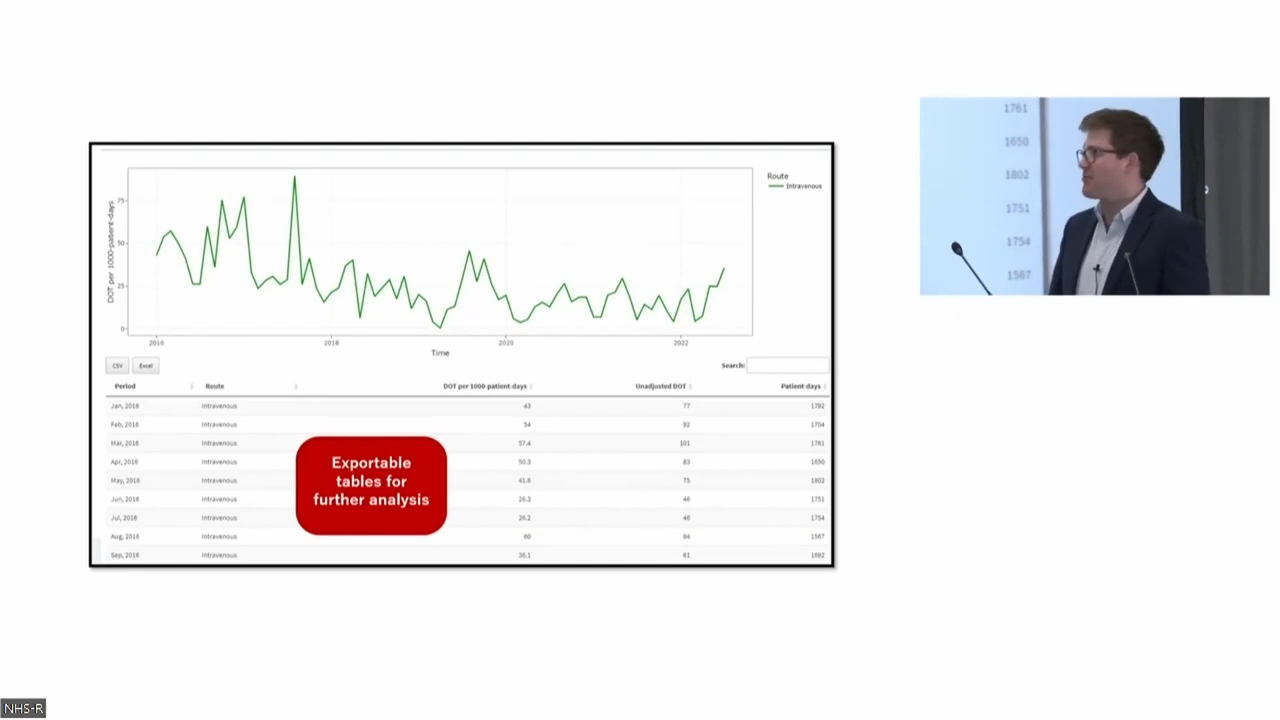 Route
Intravenous
DOT per 1000-patient-days
75
50
25
0
2016
2018
2020
2022
Time
CSV
Excel
Search:
Period Route DOT per 1000-patient-days Unadjusted DOT Patient-days
Jan, 2016 Intravenous 43 77 1792
Feb, 2016 Intravenous 54 92 1704
Mar, 2016 Intravenous 57.4 101 1761
Apr, 2016 Intravenous 50.3 83 1650
May, 2016 Intravenous 41.6 75 1802
Jun, 2016 Intravenous 26.3 46 1751
Jul, 2016 Intravenous 26.2 46 1754
Aug, 2016 Intravenous 60 94 1567
Sep, 2016 Intravenous 36.1 61 1692
Exportable
tables for
further analysis
1761
1650
1802
1751
1754
1567
NHS-R